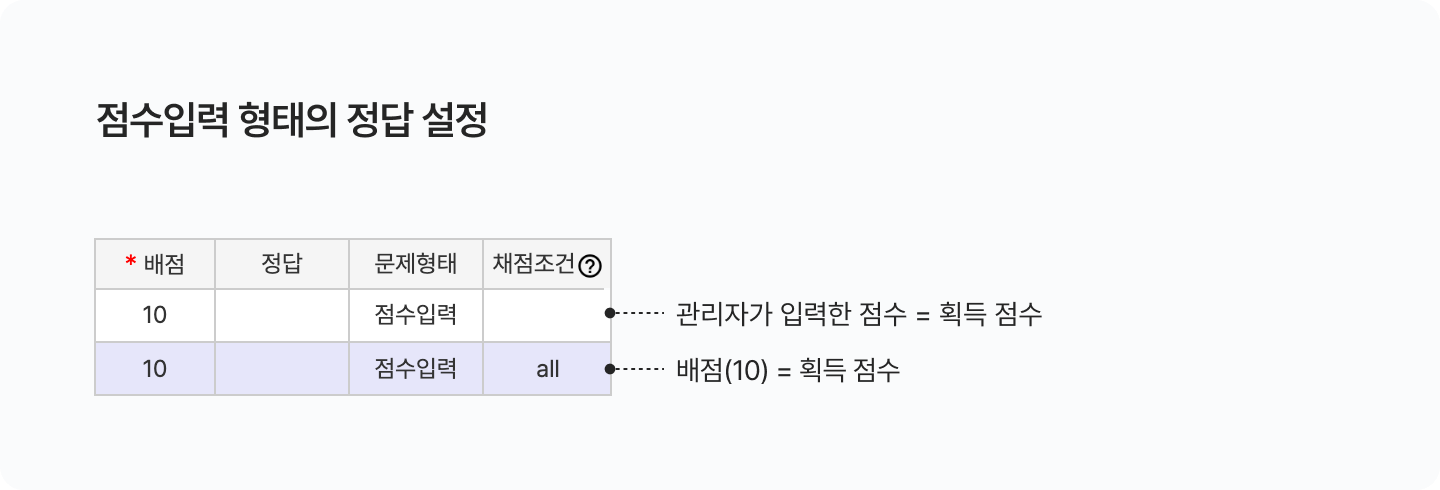 점수입력 형태의 정답 설정
* 배점 정답 문제형태 채점조건?
10 점수입력 관리자가 입력한 점수 = 획득 점수
10 점수입력 all 배점(10) = 획득 점수